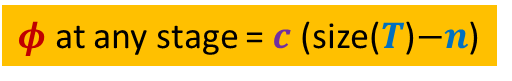 ϕ at any stage = c (size(T)−n)